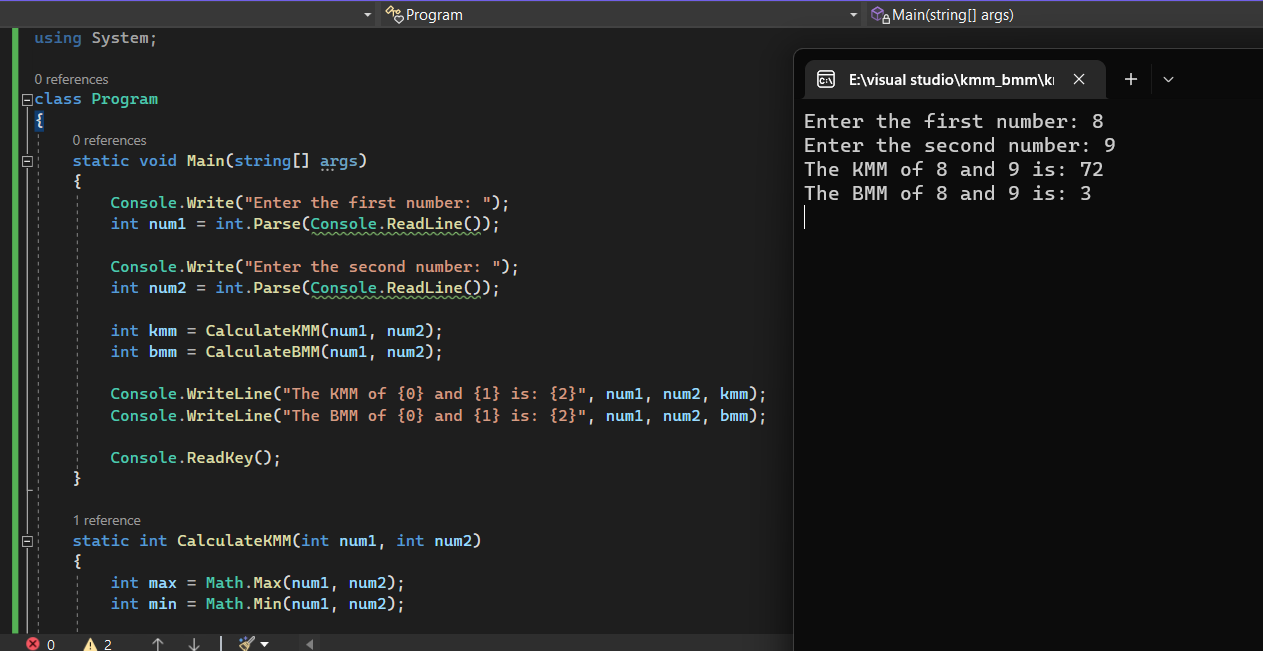 Program
Main(string[] args)
using System;
0 references
class Program
{
0 references
static void Main(string[] args)
{
Console.Write("Enter the first number: ");
int num1 = int.Parse(Console.ReadLine());
Console.Write("Enter the second number: ");
int num2 = int.Parse(Console.ReadLine());
int kmm = CalculateKMM(num1, num2);
int bmm = CalculateBMM(num1, num2);
Console.WriteLine("The KMM of {0} and {1} is: {2}", num1, num2, kmm);
Console.WriteLine("The BMM of {0} and {1} is: {2}", num1, num2, bmm);
Console.ReadKey();
}
1 reference
static int CalculateKMM(int num1, int num2)
{
int max = Math.Max(num1, num2);
int min = Math.Min(num1, num2);
0
2
E:\visual studio\kmm_bmm\
Enter the first number: 8
Enter the second number: 9
The KMM of 8 and 9 is: 72
The BMM of 8 and 9 is: 3